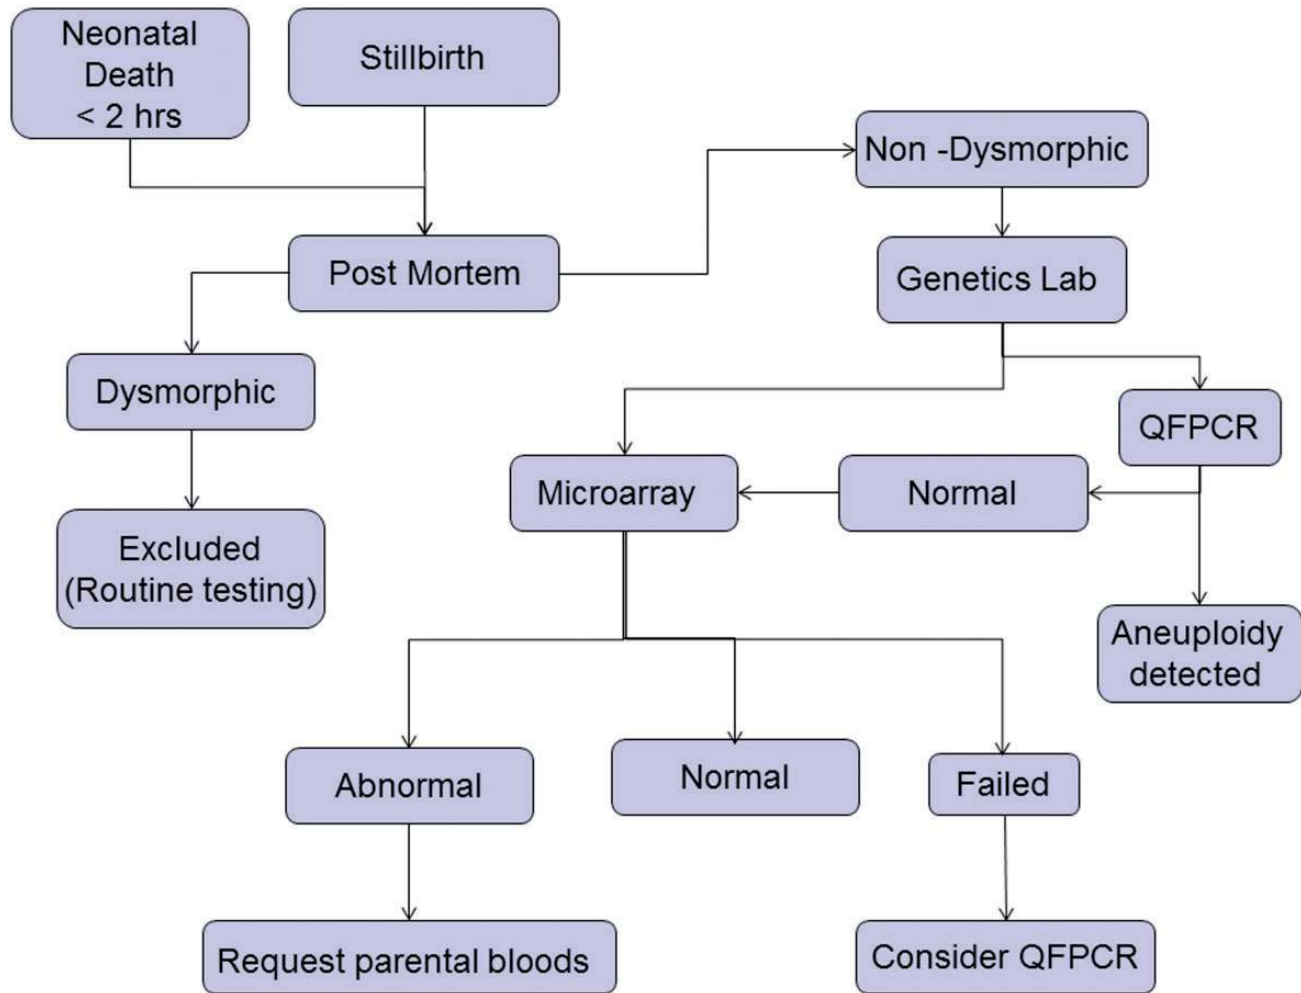 Neonatal
Death
< 2 hrs
Stillbirth
Non -Dysmorphic
Post Mortem
Genetics Lab
Dysmorphic
QFPCR
Microarray
Normal
Excluded
(Routine testing)
Aneuploidy
detected
Abnormal
Normal
Failed
Request parental bloods
Consider QFPCR